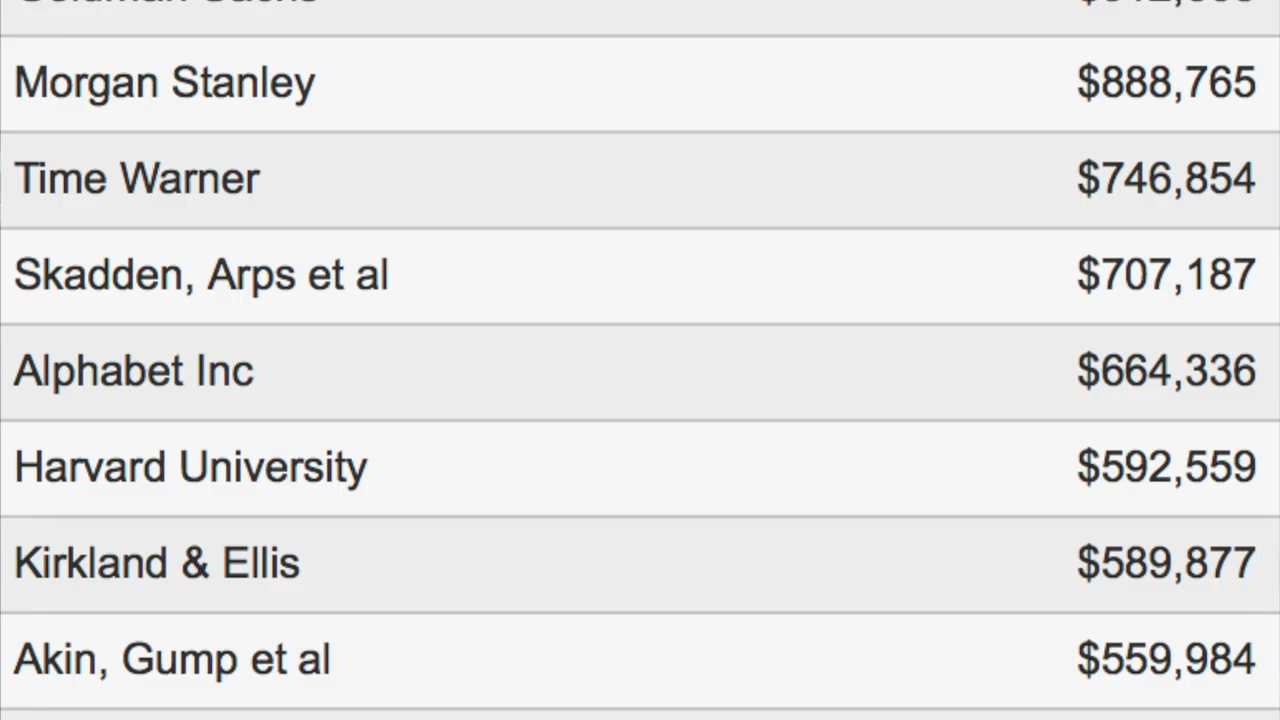 Morgan Stanley $888,765
Time Warner $746,854
Skadden, Arps et al $707,187
Alphabet Inc $664,336
Harvard University $592,559
Kirkland & Ellis $589,877
Akin, Gump et al $559,984